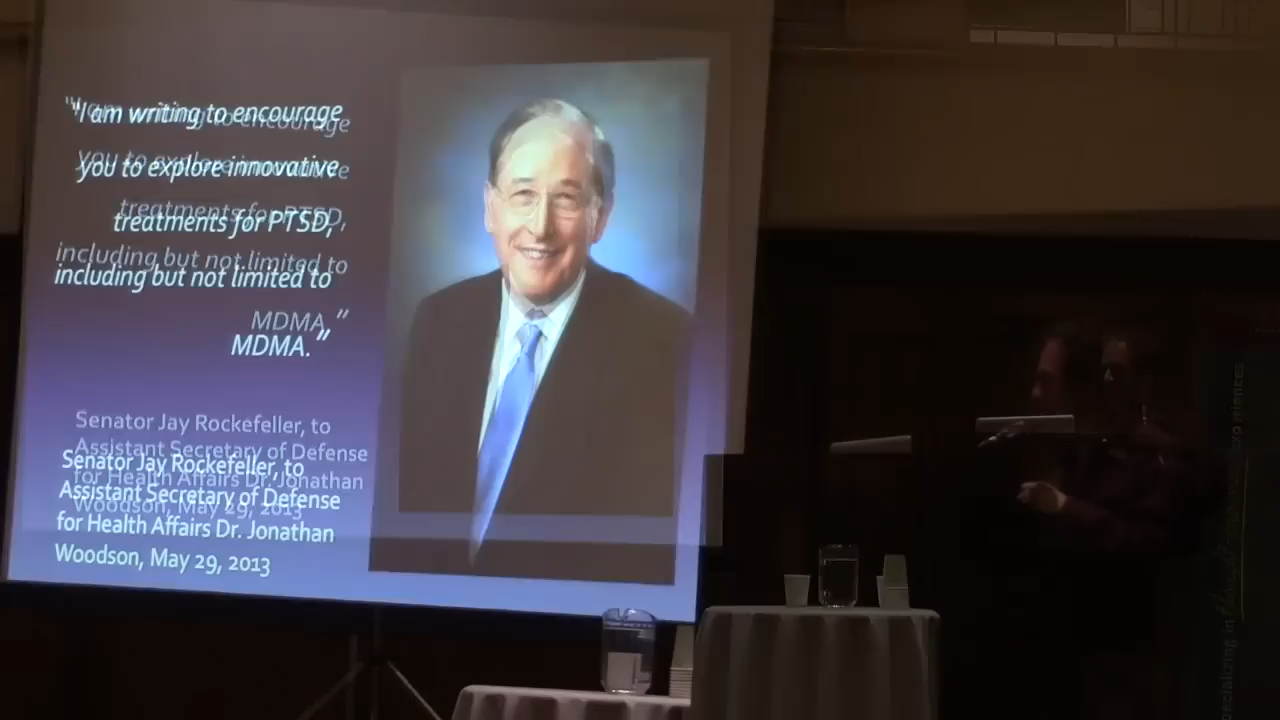 "I am writing to encourage
you to explore innovative
treatments for PTSD,
including but not limited to
MDMA."
Senator Jay Rockefeller, to
Assistant Secretary of Defense
for Health Affairs Dr. Jonathan
Woodson, May 29, 2013